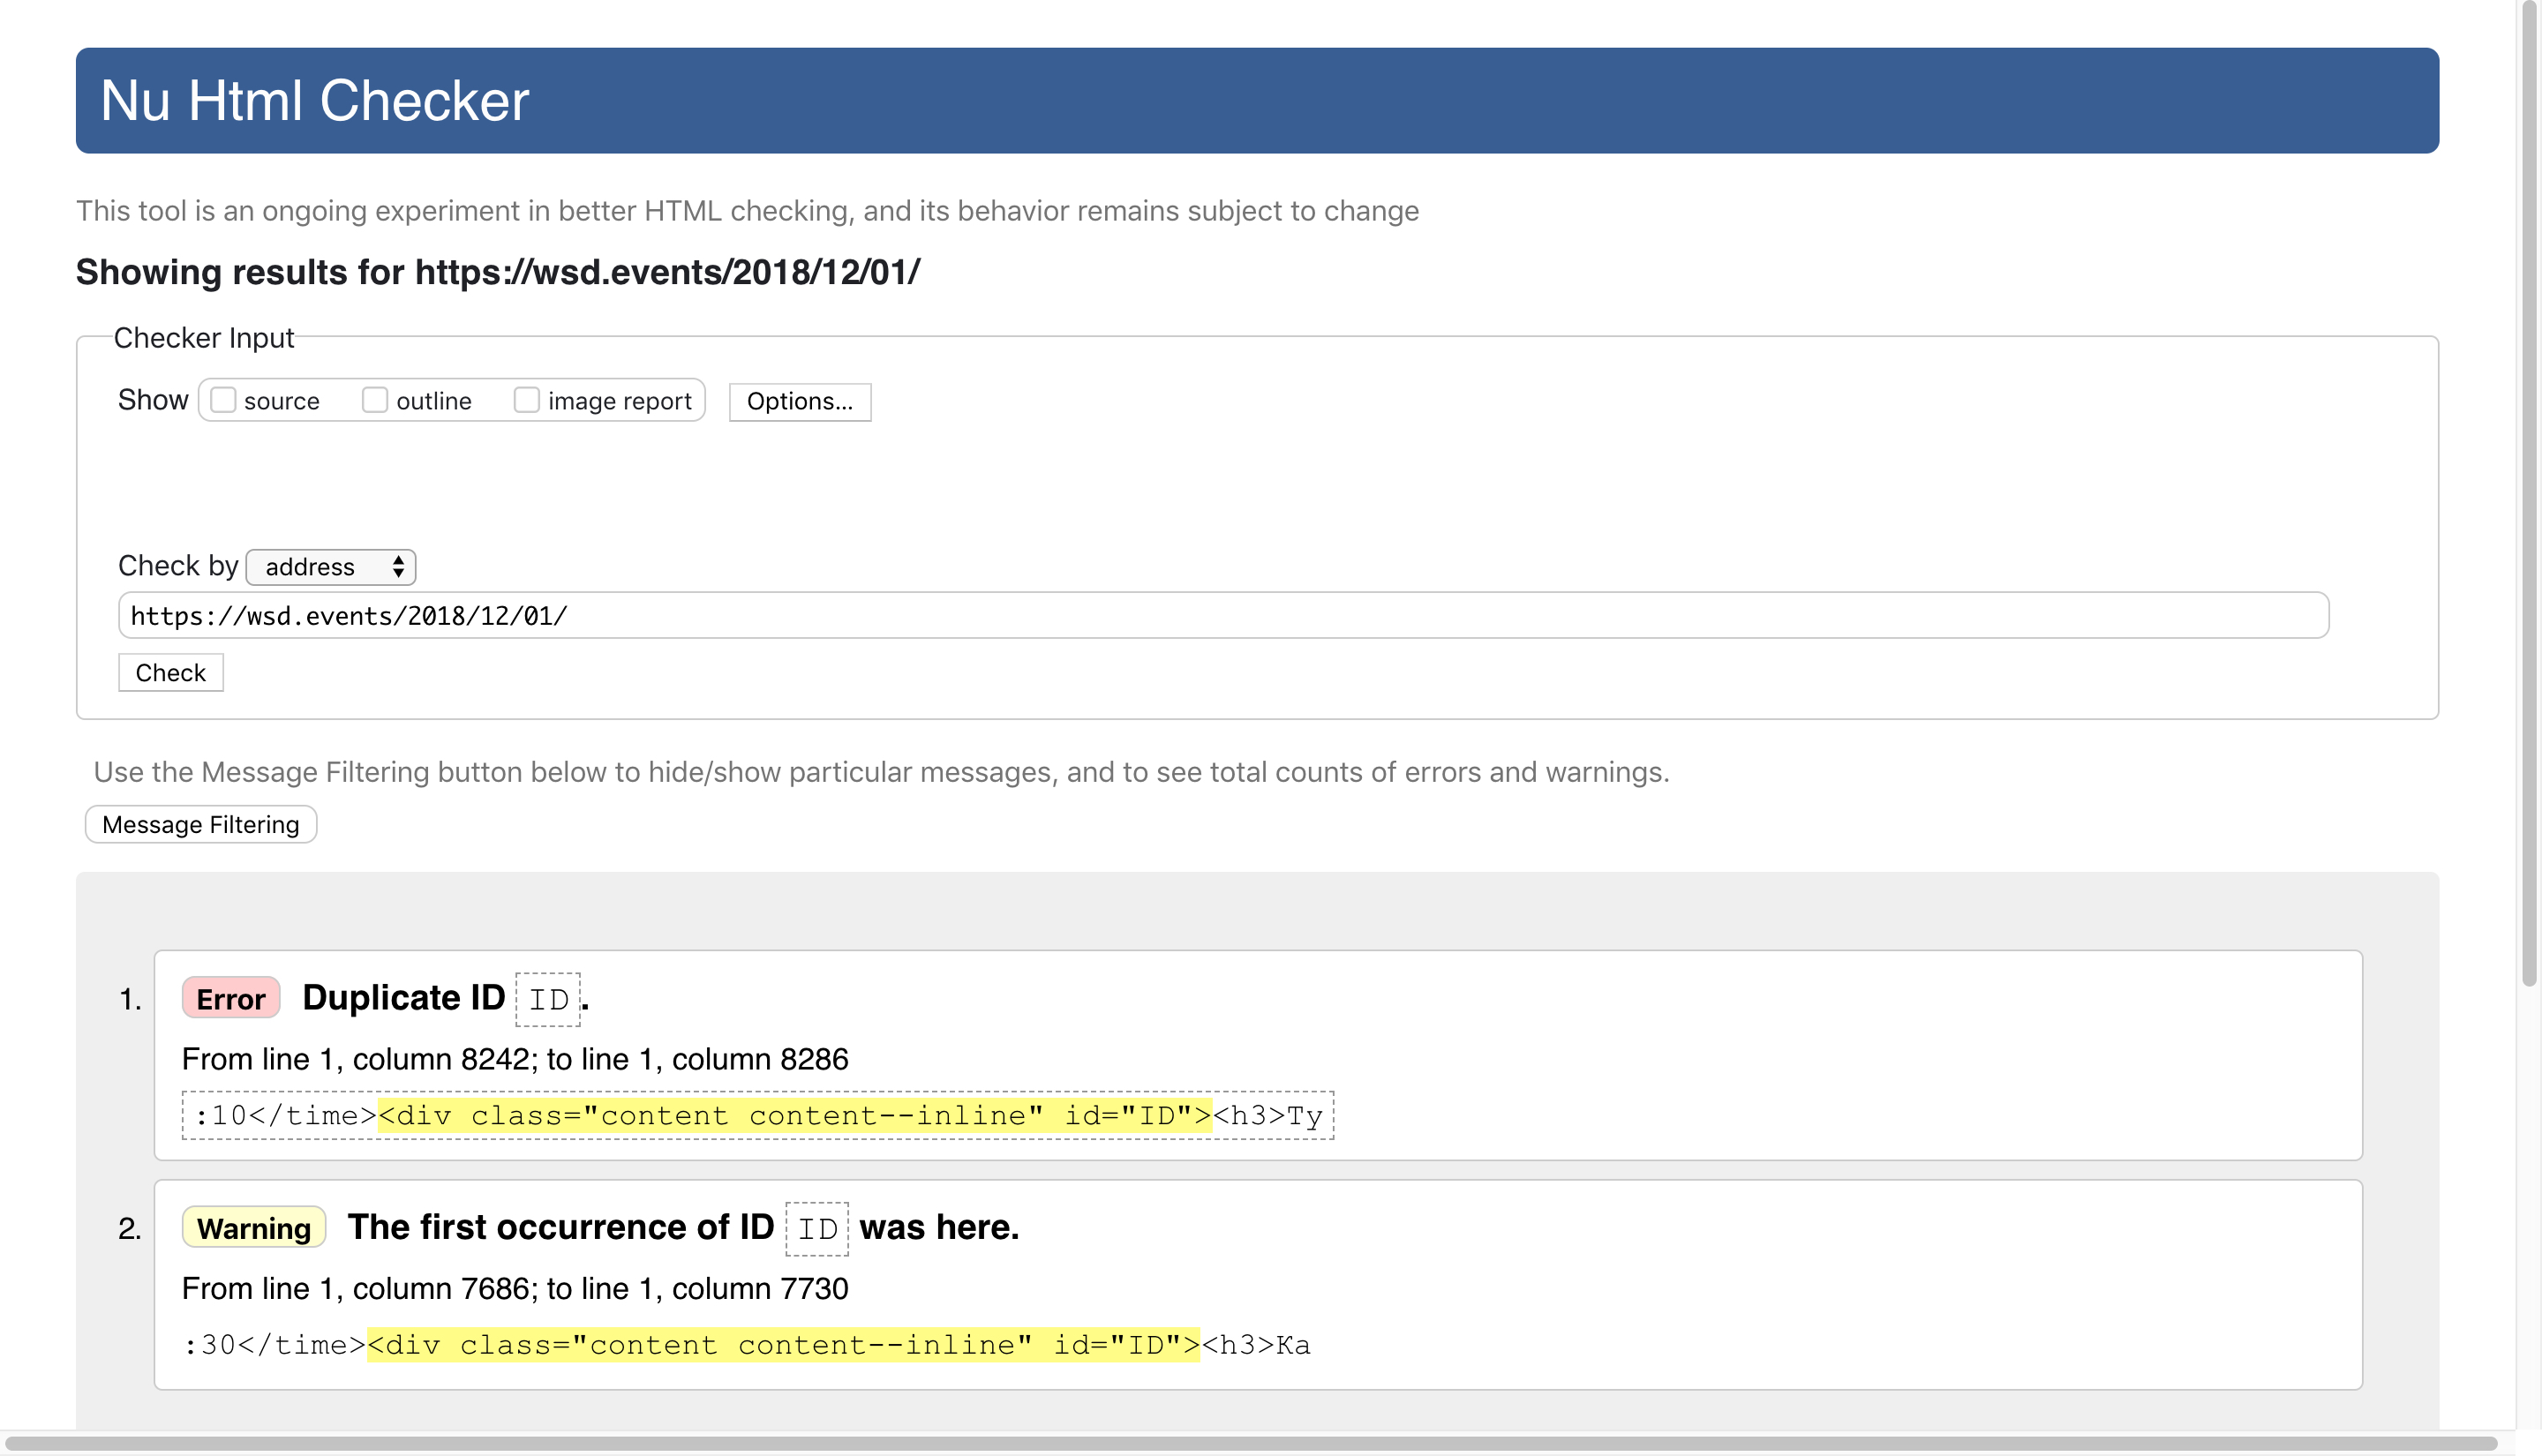 Nu Html Checker
This tool is an ongoing experiment in better HTML checking, and its behavior remains subject to change
Showing results for https://wsd.events/2018/12/01/
Checker Input
Show source outline image report Options...
Check by address
https://wsd.events/2018/12/01/
Check
Use the Message Filtering button below to hide/show particular messages, and to see total counts of errors and warnings.
Message Filtering
1. Error Duplicate ID ID.
From line 1, column 8242; to line 1, column 8286
:10</time><div class="content content--inline" id="ID"><h3>Ty
2. Warning The first occurrence of ID ID was here.
From line 1, column 7686; to line 1, column 7730
:30</time><div class="content content--inline" id="ID"><h3>Ka